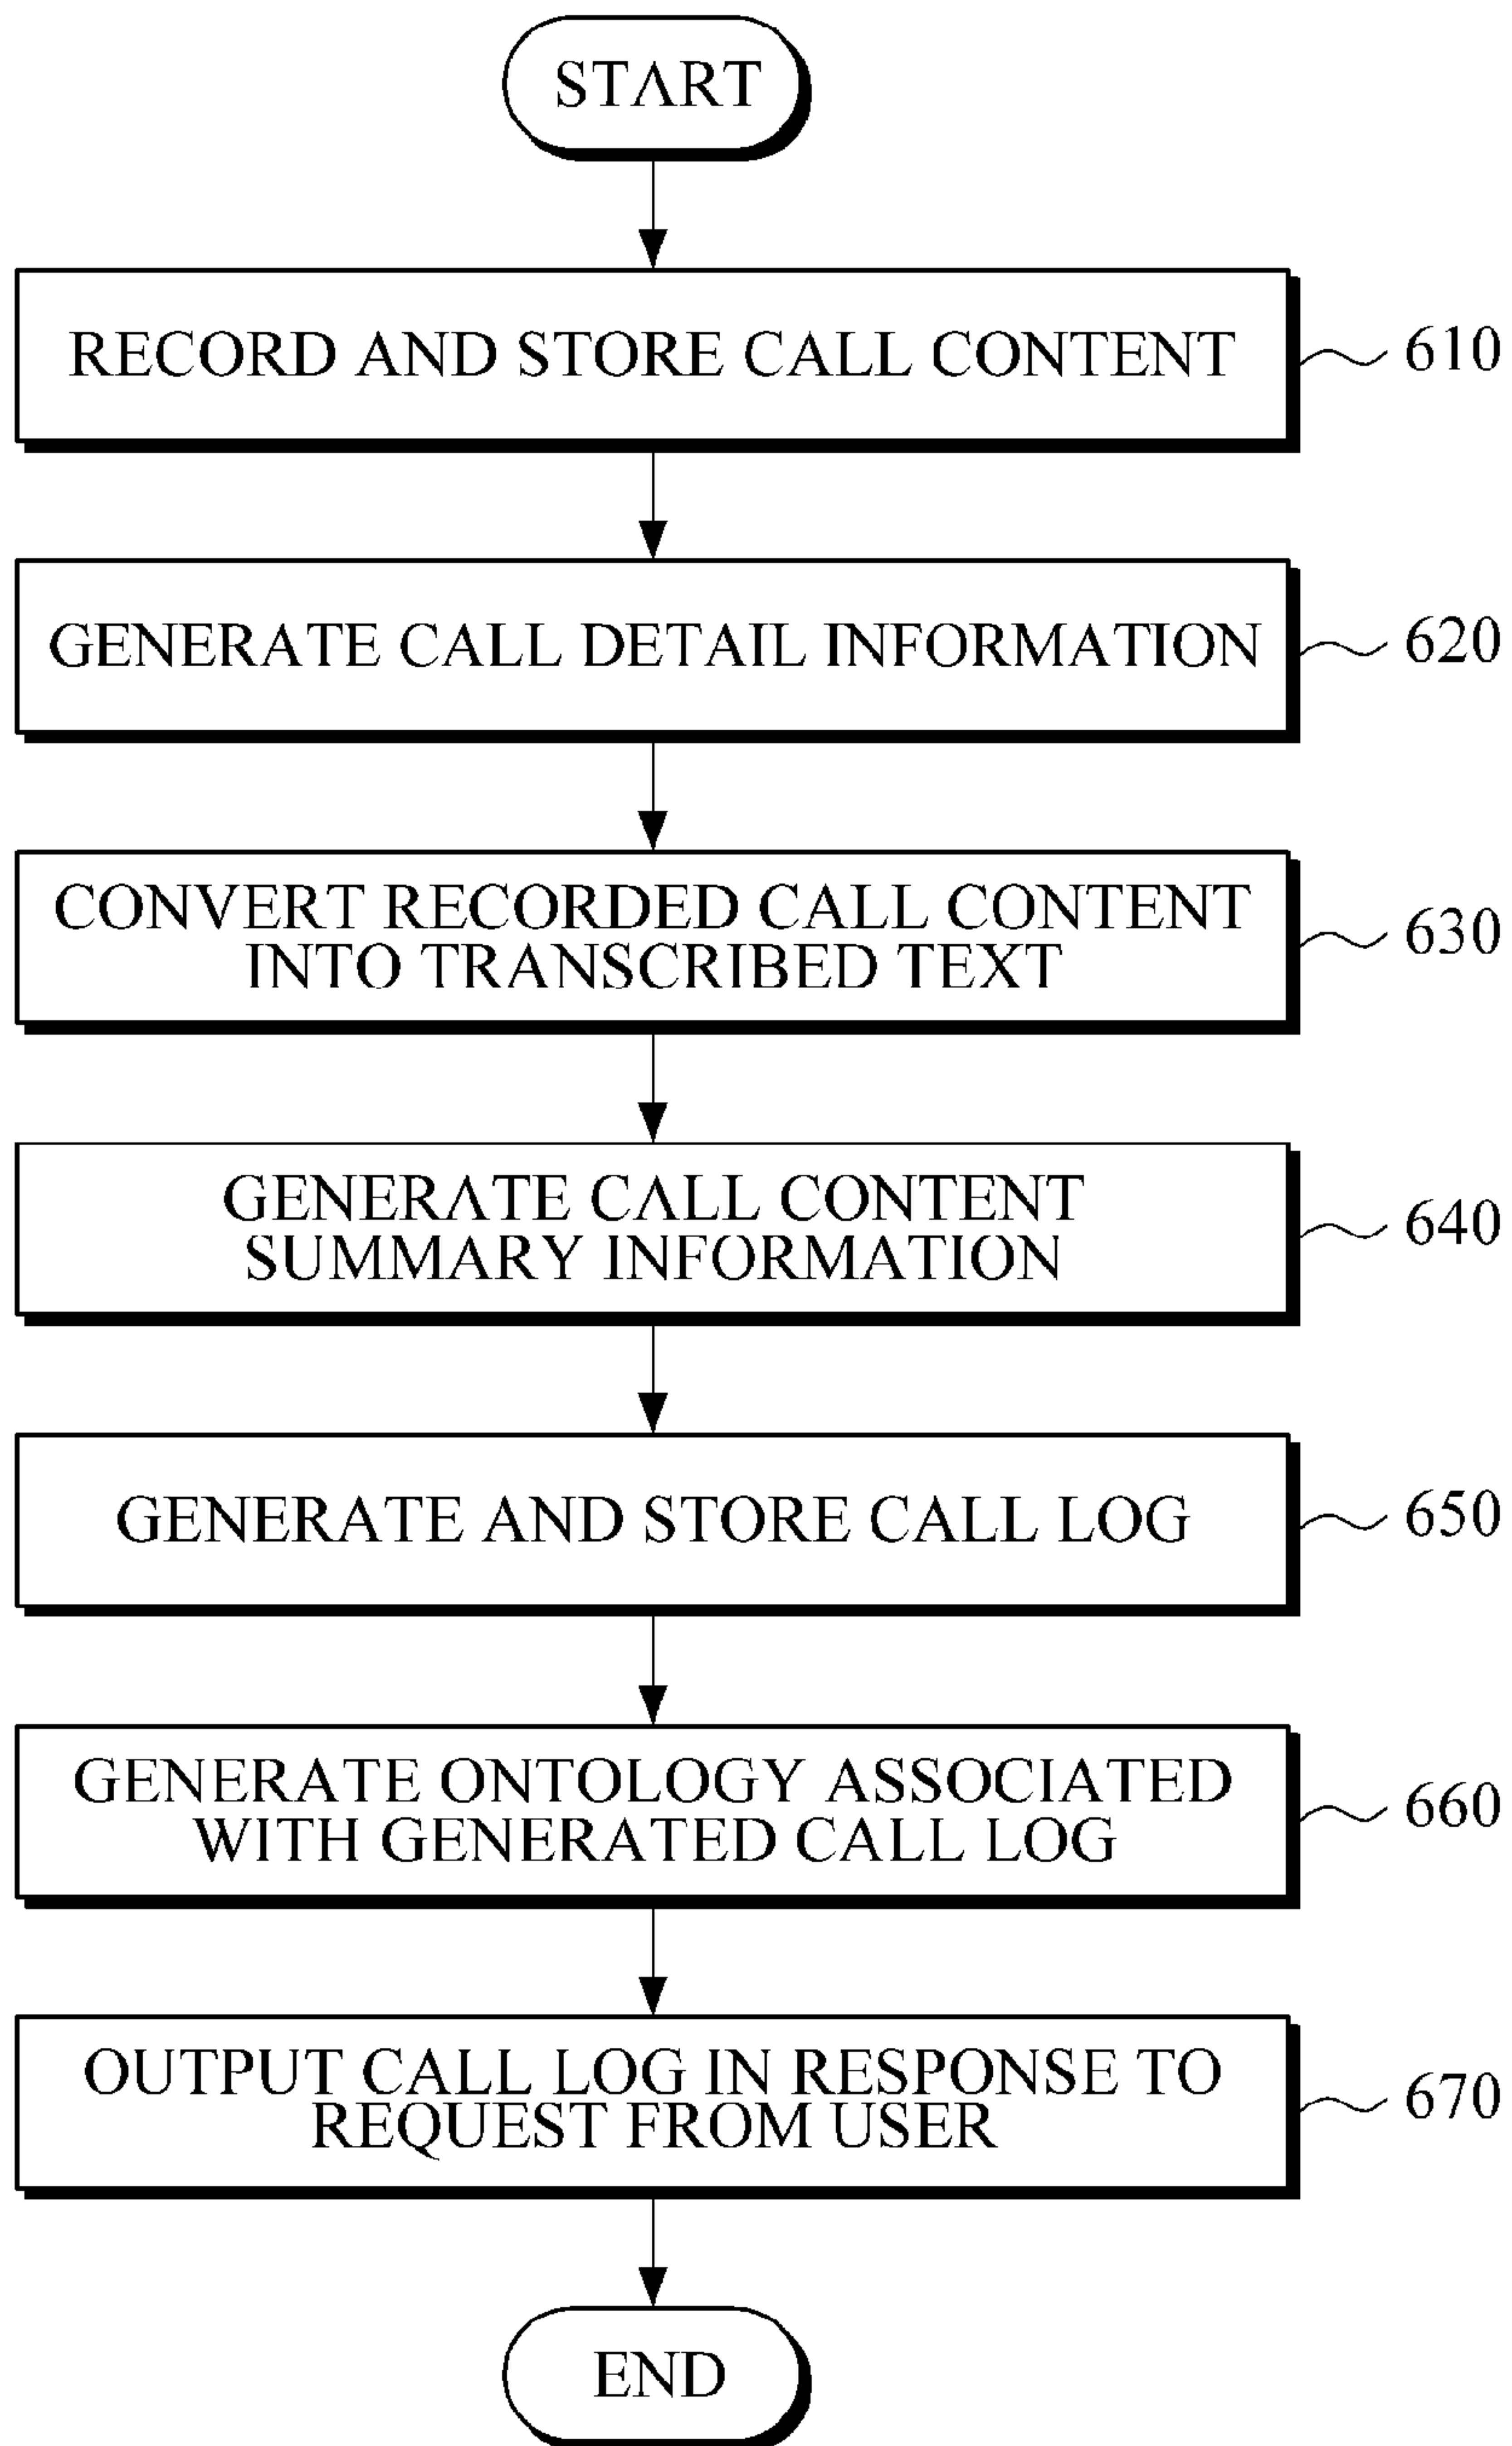 START
RECORD AND STORE CALL CONTENT
610
GENERATE CALL DETAIL INFORMATION
620
CONVERT RECORDED CALL CONTENT
INTO TRANSCRIBED TEXT
630
GENERATE CALL CONTENT
SUMMARY INFORMATION
640
GENERATE AND STORE CALL LOG
650
GENERATE ONTOLOGY ASSOCIATED
WITH GENERATED CALL LOG
660
OUTPUT CALL LOG IN RESPONSE TO
REQUEST FROM USER
670
END